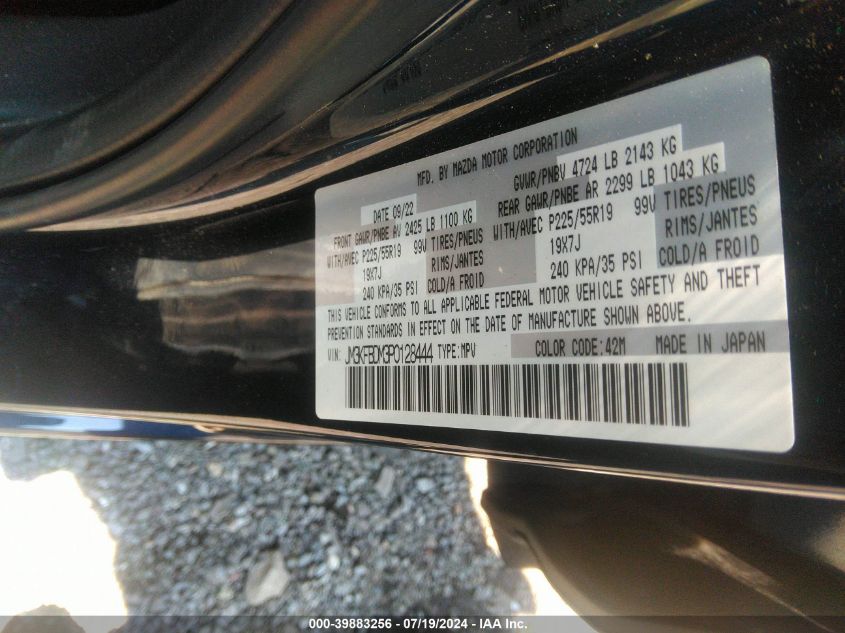 MFD. BY MAZDA MOTOR CORPORATION
DATE 09/22 GVWR/PNBV 4724 LB 2143 KG
FRONT GAWR/PNBE AV 2425 LB 1100 KG REAR GAWR/PNBE AR 2299 LB 1043 KG
WITH/AVEC P225/55R19 99V TIRES/PNEUS WITH/AVEC P225/55R19 99V TIRES/PNEUS
19X7J RIMS/JANTES 19X7J RIMS/JANTES
240 KPA/35 PSI COLD/A FROID 240 KPA/35 PSI COLD/A FROID
THIS VEHICLE CONFORMS TO ALL APPLICABLE FEDERAL MOTOR VEHICLE SAFETY AND THEFT
PREVENTION STANDARDS IN EFFECT ON THE DATE OF MANUFACTURE SHOWN ABOVE.
VIN: JM3KFBDM3P0128444 TYPE:MPV COLOR CODE:42M MADE IN JAPAN
000-39883256 - 07/19/2024 - IAA Inc.